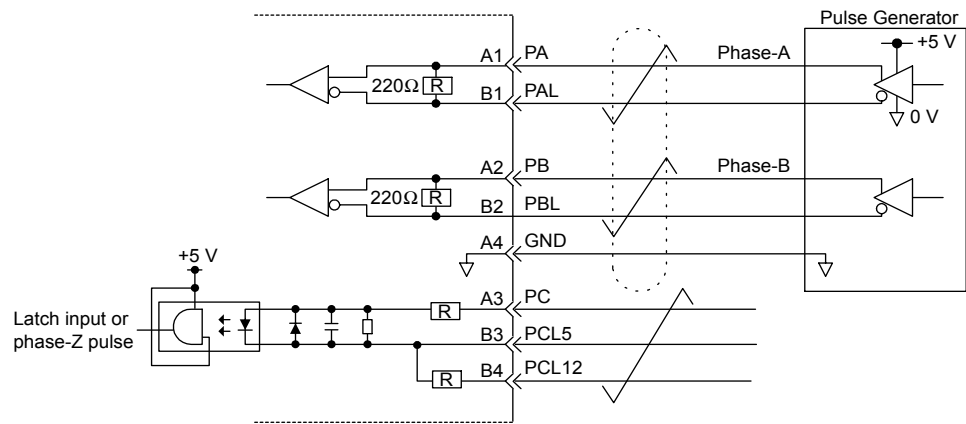 Pulse Generator
+5 V
A1 PA
Phase-A
220Ω R
B1 PAL
0 V
A2 PB
Phase-B
220Ω R
B2 PBL
A4 GND
+5 V
Latch input or
phase-Z pulse
R
A3 PC
B3 PCL5
R
B4 PCL12